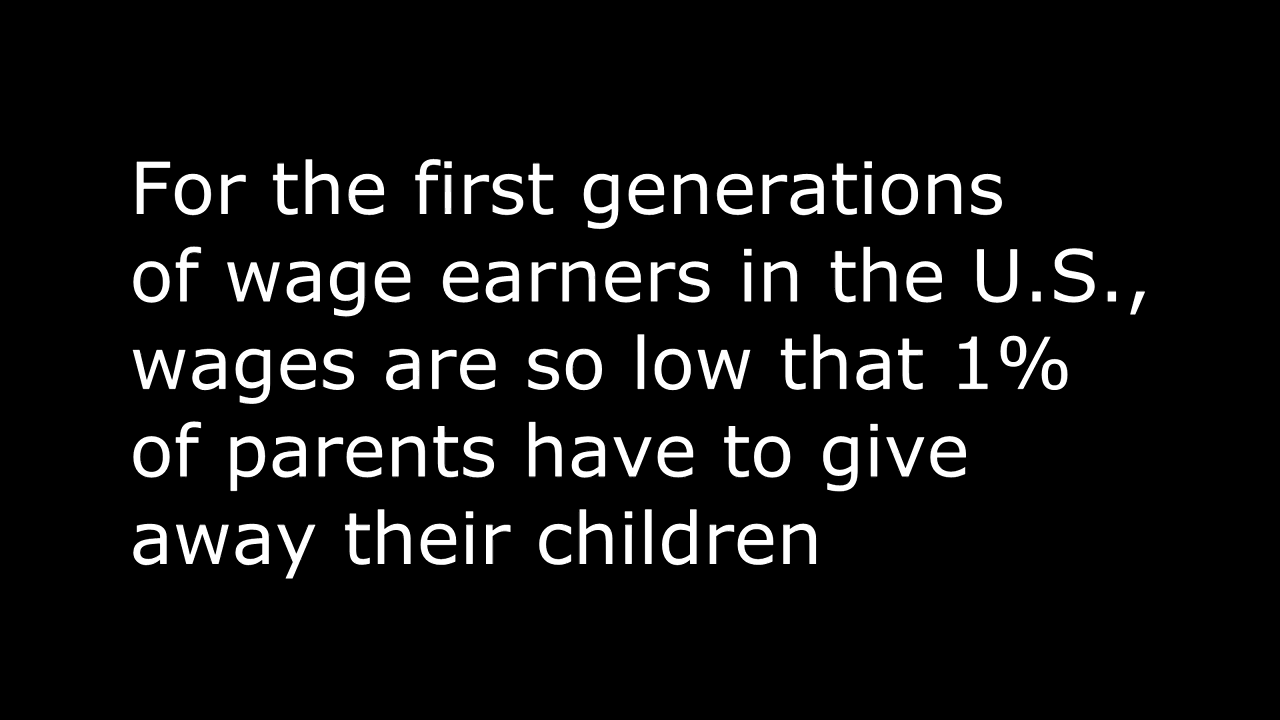 For the first generations
of wage earners in the U.S.,
wages are so low that 1%
of parents have to give
away their children